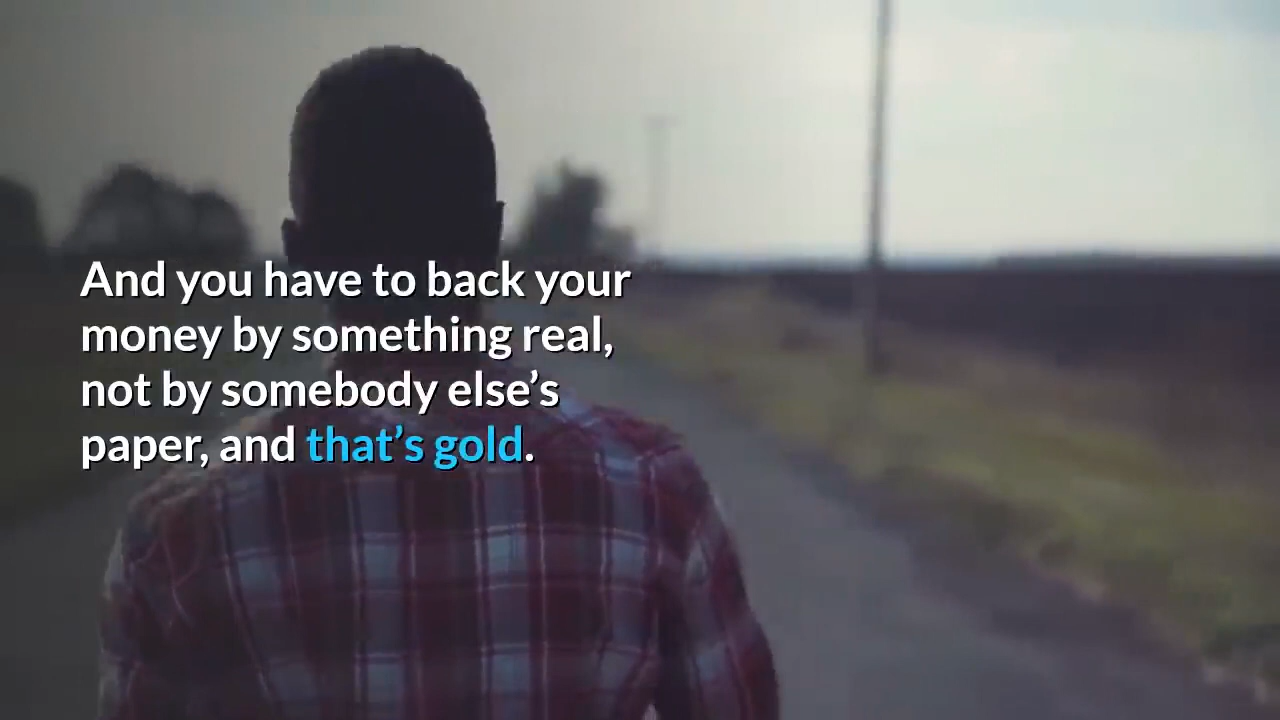 And you have to back your
money by something real,
not by somebody else’s
paper, and that’s gold.